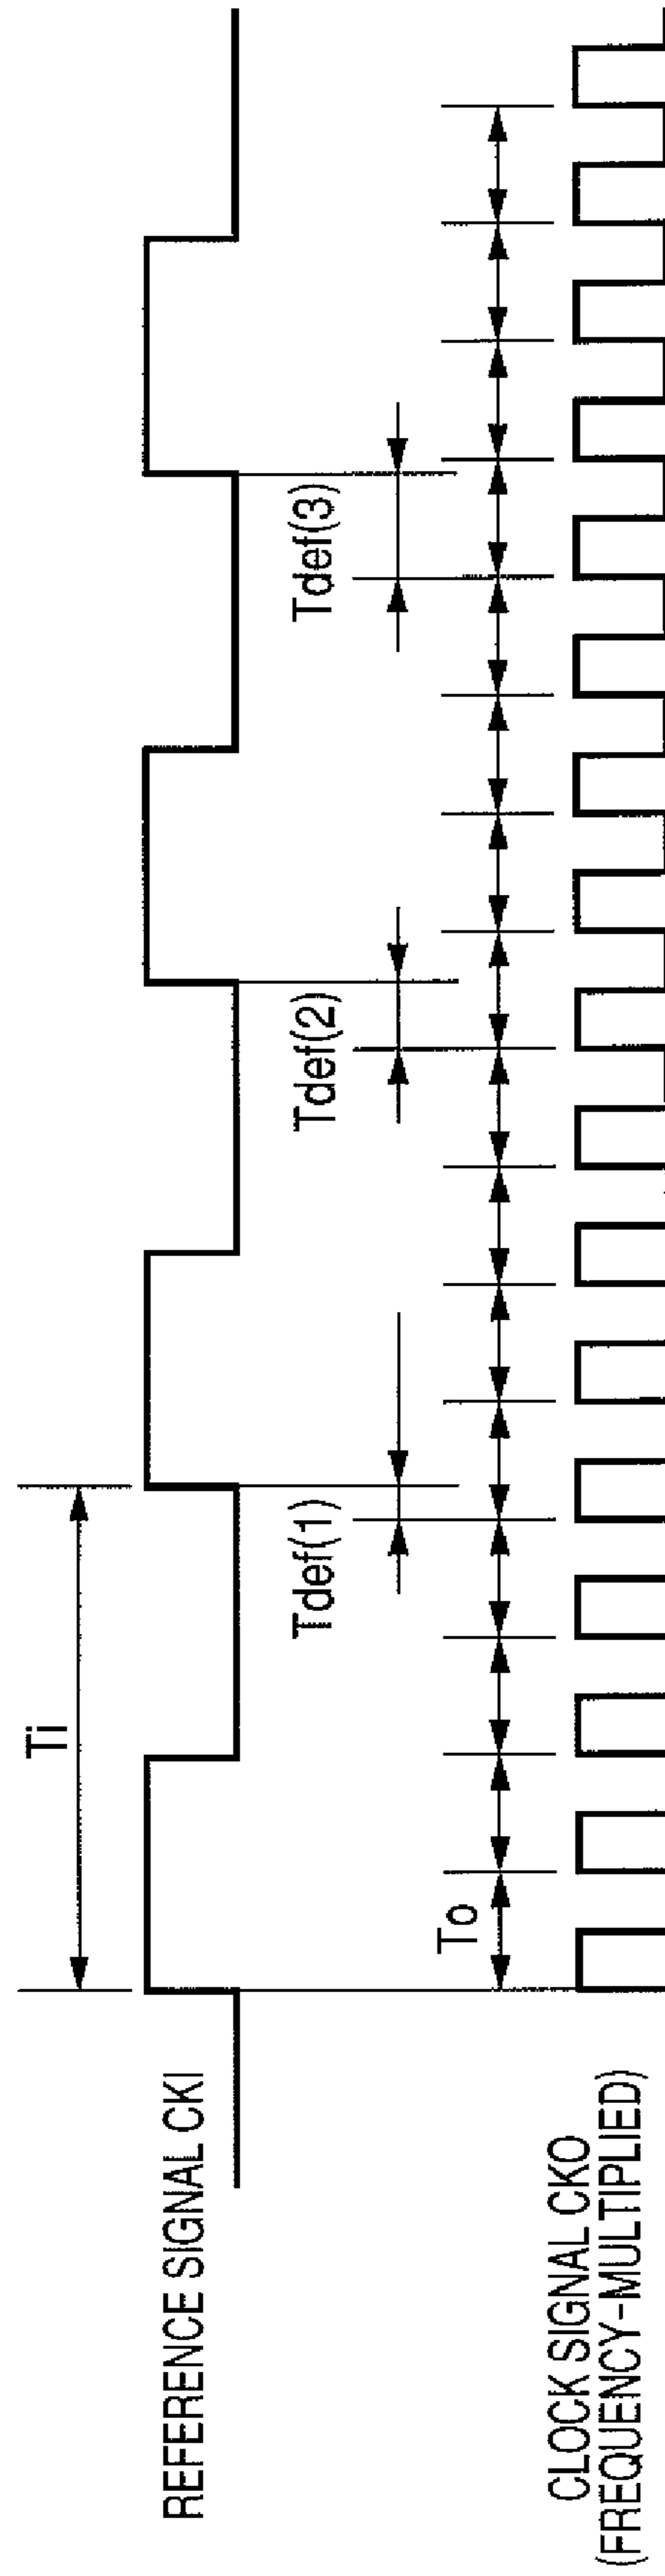 Ti
REFERENCE SIGNAL CKI
Tdef(1)
Tdef(2)
Tdef(3)
To
CLOCK SIGNAL CKO
(FREQUENCY-MULTIPLIED)